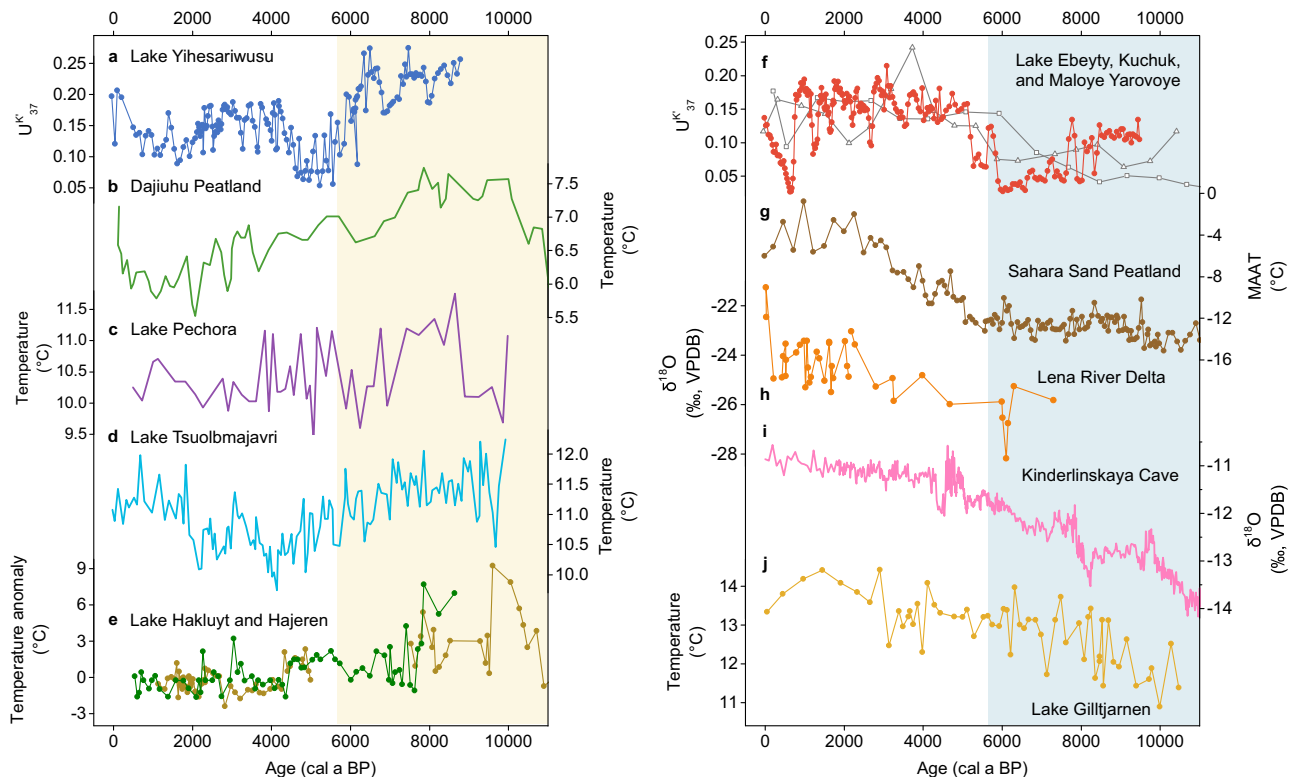 0 2000 4000 6000 8000 10000
a Lake Yihesariwusu
0.25
0.20
0.15
0.10
0.05
U^K'_37
b Dajiuhu Peatland
7.5
7.0
6.5
6.0
5.5
Temperature
(°C)
c Lake Pechora
11.5
11.0
10.5
10.0
9.5
Temperature
(°C)
d Lake Tsuolbmajavri
12.0
11.5
11.0
10.5
10.0
Temperature
(°C)
e Lake Hakluyt and Hajeren
9
6
3
0
-3
Temperature anomaly
(°C)
0 2000 4000 6000 8000 10000
Age (cal a BP)
0 2000 4000 6000 8000 10000
f
Lake Ebeyty, Kuchuk,
and Maloye Yarovoye
0.25
0.20
0.15
0.10
0.05
U^K'_37
g
Sahara Sand Peatland
0
-4
-8
-12
-16
MAAT
(°C)
Lena River Delta
h
-22
-24
-26
-28
δ18O
(‰, VPDB)
i
Kinderlinskaya Cave
-11
-12
-13
-14
δ18O
(‰, VPDB)
j
14
13
12
11
Temperature
(°C)
Lake Gilltjarnen
0 2000 4000 6000 8000 10000
Age (cal a BP)